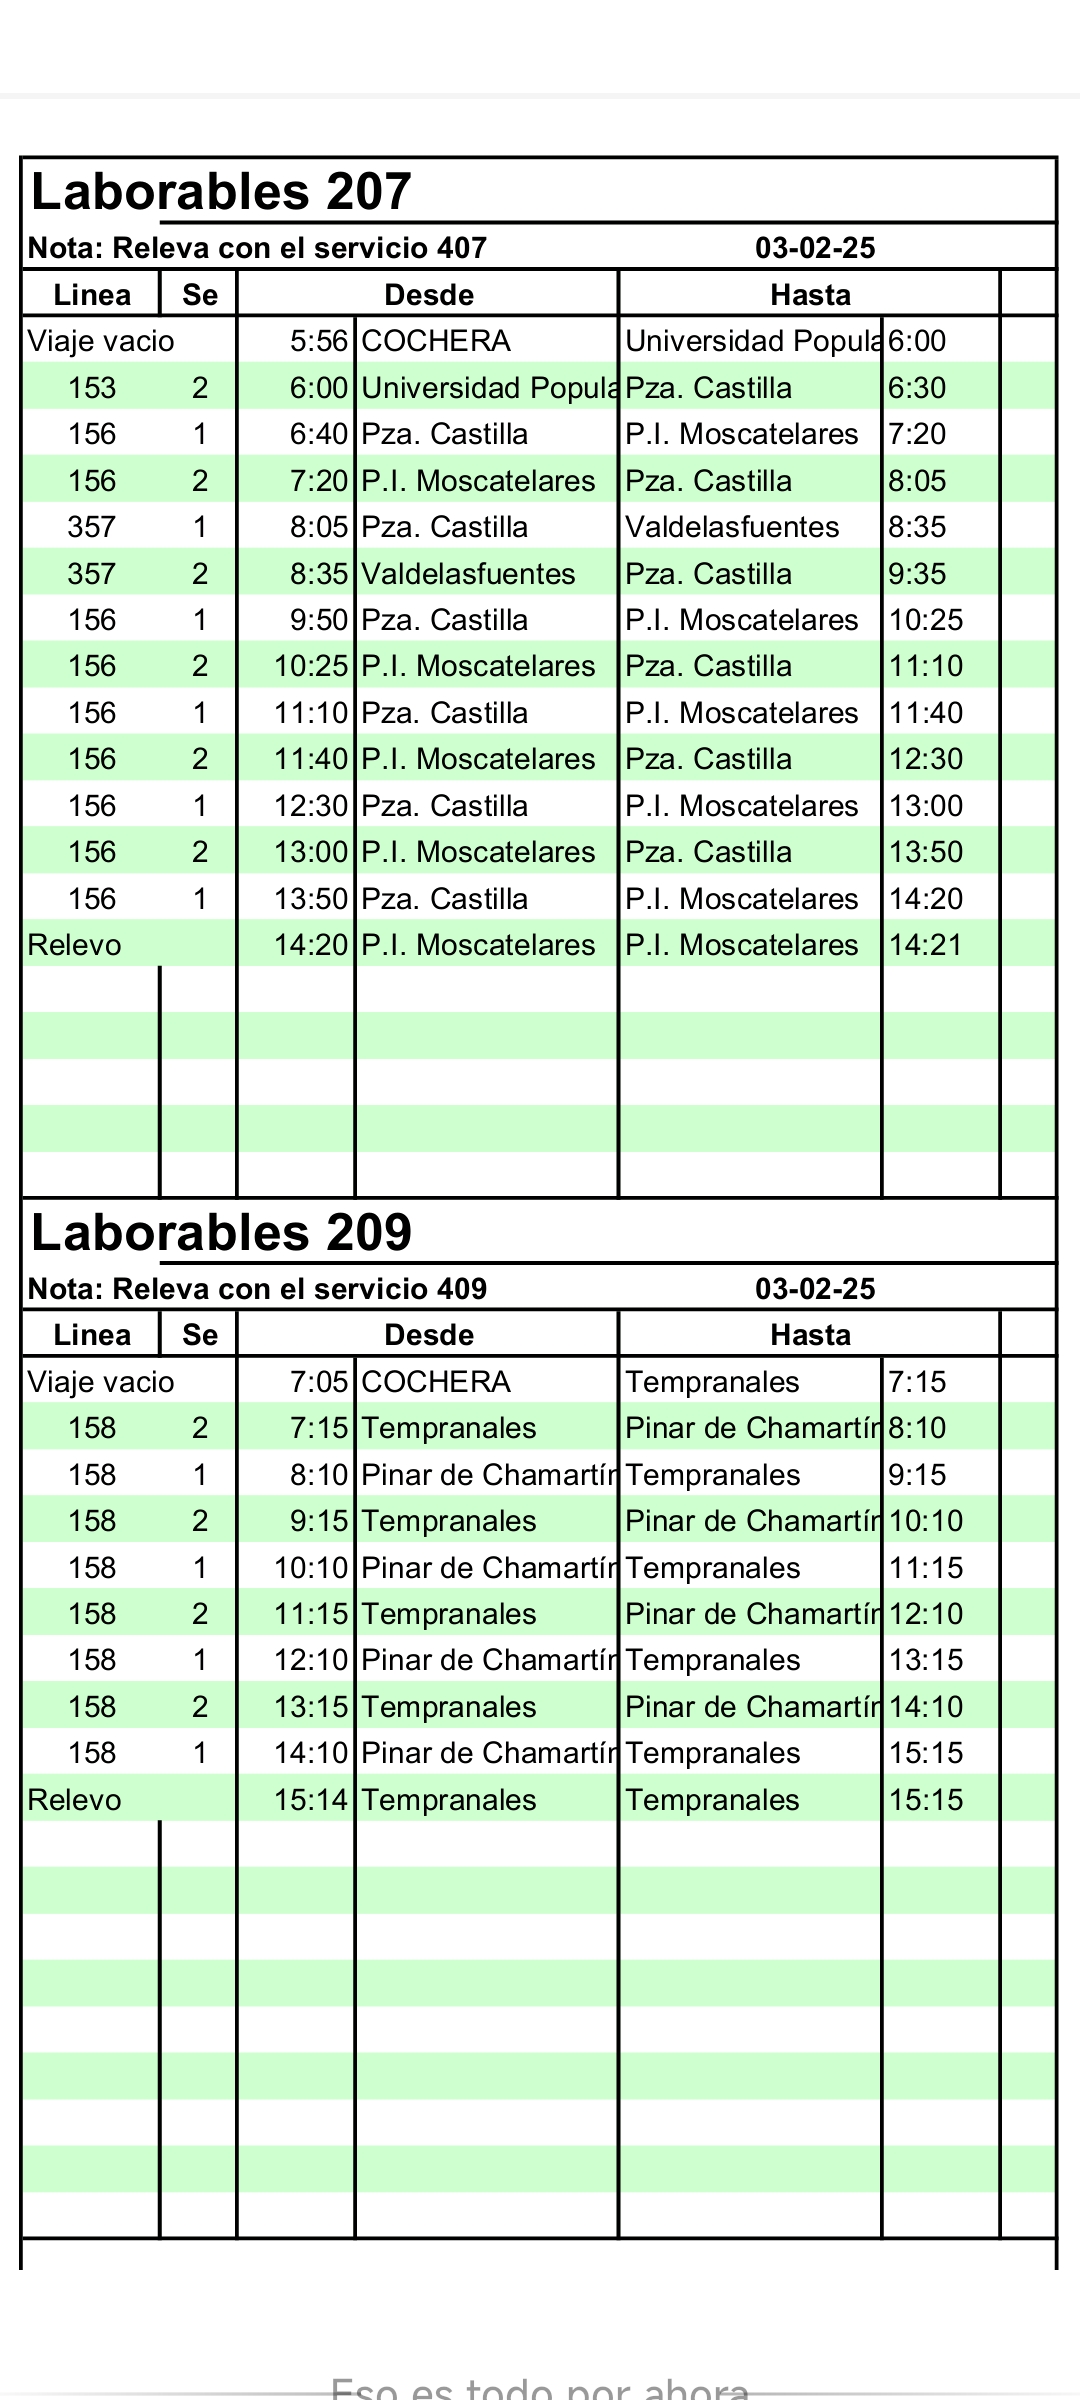 Laborables 207
Nota: Releva con el servicio 407 03-02-25
Linea Se Desde Hasta
Viaje vacio 5:56 COCHERA Universidad Popula 6:00
153 2 6:00 Universidad Popula Pza. Castilla 6:30
156 1 6:40 Pza. Castilla P.I. Moscatelares 7:20
156 2 7:20 P.I. Moscatelares Pza. Castilla 8:05
357 1 8:05 Pza. Castilla Valdelasfuentes 8:35
357 2 8:35 Valdelasfuentes Pza. Castilla 9:35
156 1 9:50 Pza. Castilla P.I. Moscatelares 10:25
156 2 10:25 P.I. Moscatelares Pza. Castilla 11:10
156 1 11:10 Pza. Castilla P.I. Moscatelares 11:40
156 2 11:40 P.I. Moscatelares Pza. Castilla 12:30
156 1 12:30 Pza. Castilla P.I. Moscatelares 13:00
156 2 13:00 P.I. Moscatelares Pza. Castilla 13:50
156 1 13:50 Pza. Castilla P.I. Moscatelares 14:20
Relevo 14:20 P.I. Moscatelares P.I. Moscatelares 14:21
Laborables 209
Nota: Releva con el servicio 409 03-02-25
Linea Se Desde Hasta
Viaje vacio 7:05 COCHERA Tempranales 7:15
158 2 7:15 Tempranales Pinar de Chamartín 8:10
158 1 8:10 Pinar de Chamartín Tempranales 9:15
158 2 9:15 Tempranales Pinar de Chamartín 10:10
158 1 10:10 Pinar de Chamartín Tempranales 11:15
158 2 11:15 Tempranales Pinar de Chamartín 12:10
158 1 12:10 Pinar de Chamartín Tempranales 13:15
158 2 13:15 Tempranales Pinar de Chamartín 14:10
158 1 14:10 Pinar de Chamartín Tempranales 15:15
Relevo 15:14 Tempranales Tempranales 15:15
Eso es todo por ahora